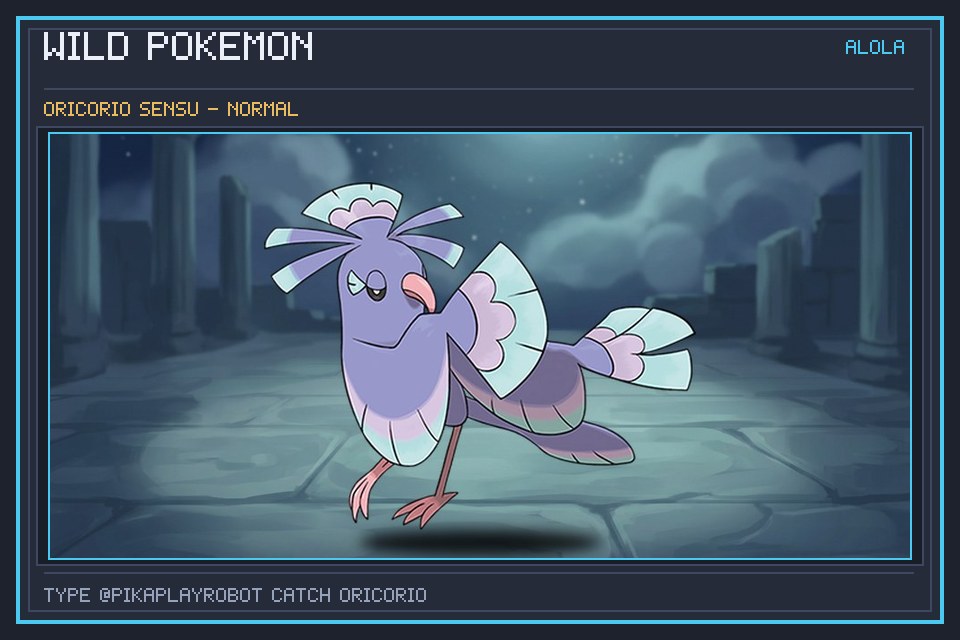 WILD POKEMON
ALOLA
ORICORIO SENSU - NORMAL
TYPE @PIKAPLAYROBOT CATCH ORICORIO